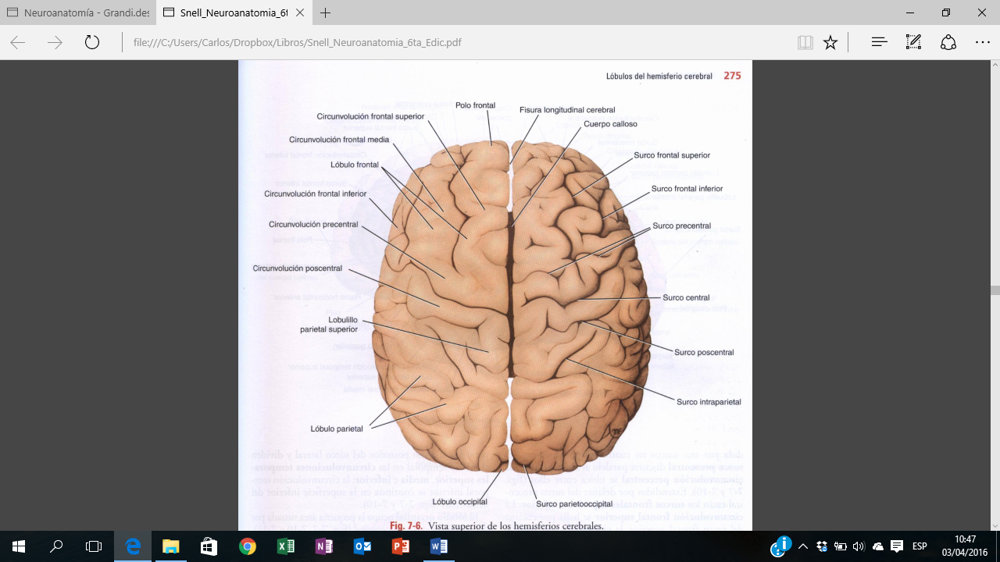 Neuroanatomía - Grandi.des
Snell_Neuroanatomia_
file:///C:/Users/Carlos/Dropbox/Libros/Snell_Neuroanatomia_6ta_Edic.pdf
Lóbulos del hemisferio cerebral 275
Polo frontal
Fisura longitudinal cerebral
Circunvolución frontal superior
Cuerpo calloso
Circunvolución frontal media
Surco frontal superior
Lóbulo frontal
Surco frontal inferior
Circunvolución frontal inferior
Circunvolución precentral
Surco precentral
Circunvolución poscentral
Surco central
Lobulillo
parietal superior
Surco poscentral
Surco intraparietal
Lóbulo parietal
Lóbulo occipital
Surco parietooccipital
Fig. 7-6. Vista superior de los hemisferios cerebrales.
ESP
10:47
03/04/2016